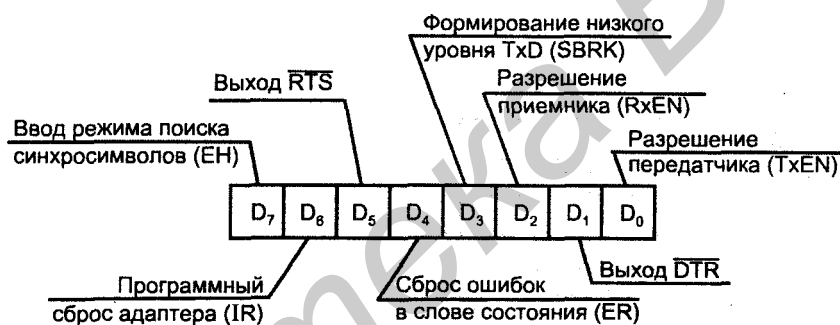 Формирование низкого
уровня TxD (SBRK)
Выход RTS
Разрешение
приемника (RxEN)
Ввод режима поиска
синхросимволов (EH)
Разрешение
передатчика (TxEN)
D7 D6 D5 D4 D3 D2 D1 D0
Программный
сброс адаптера (IR)
Сброс ошибок
в слове состояния (ER)
Выход DTR
тека